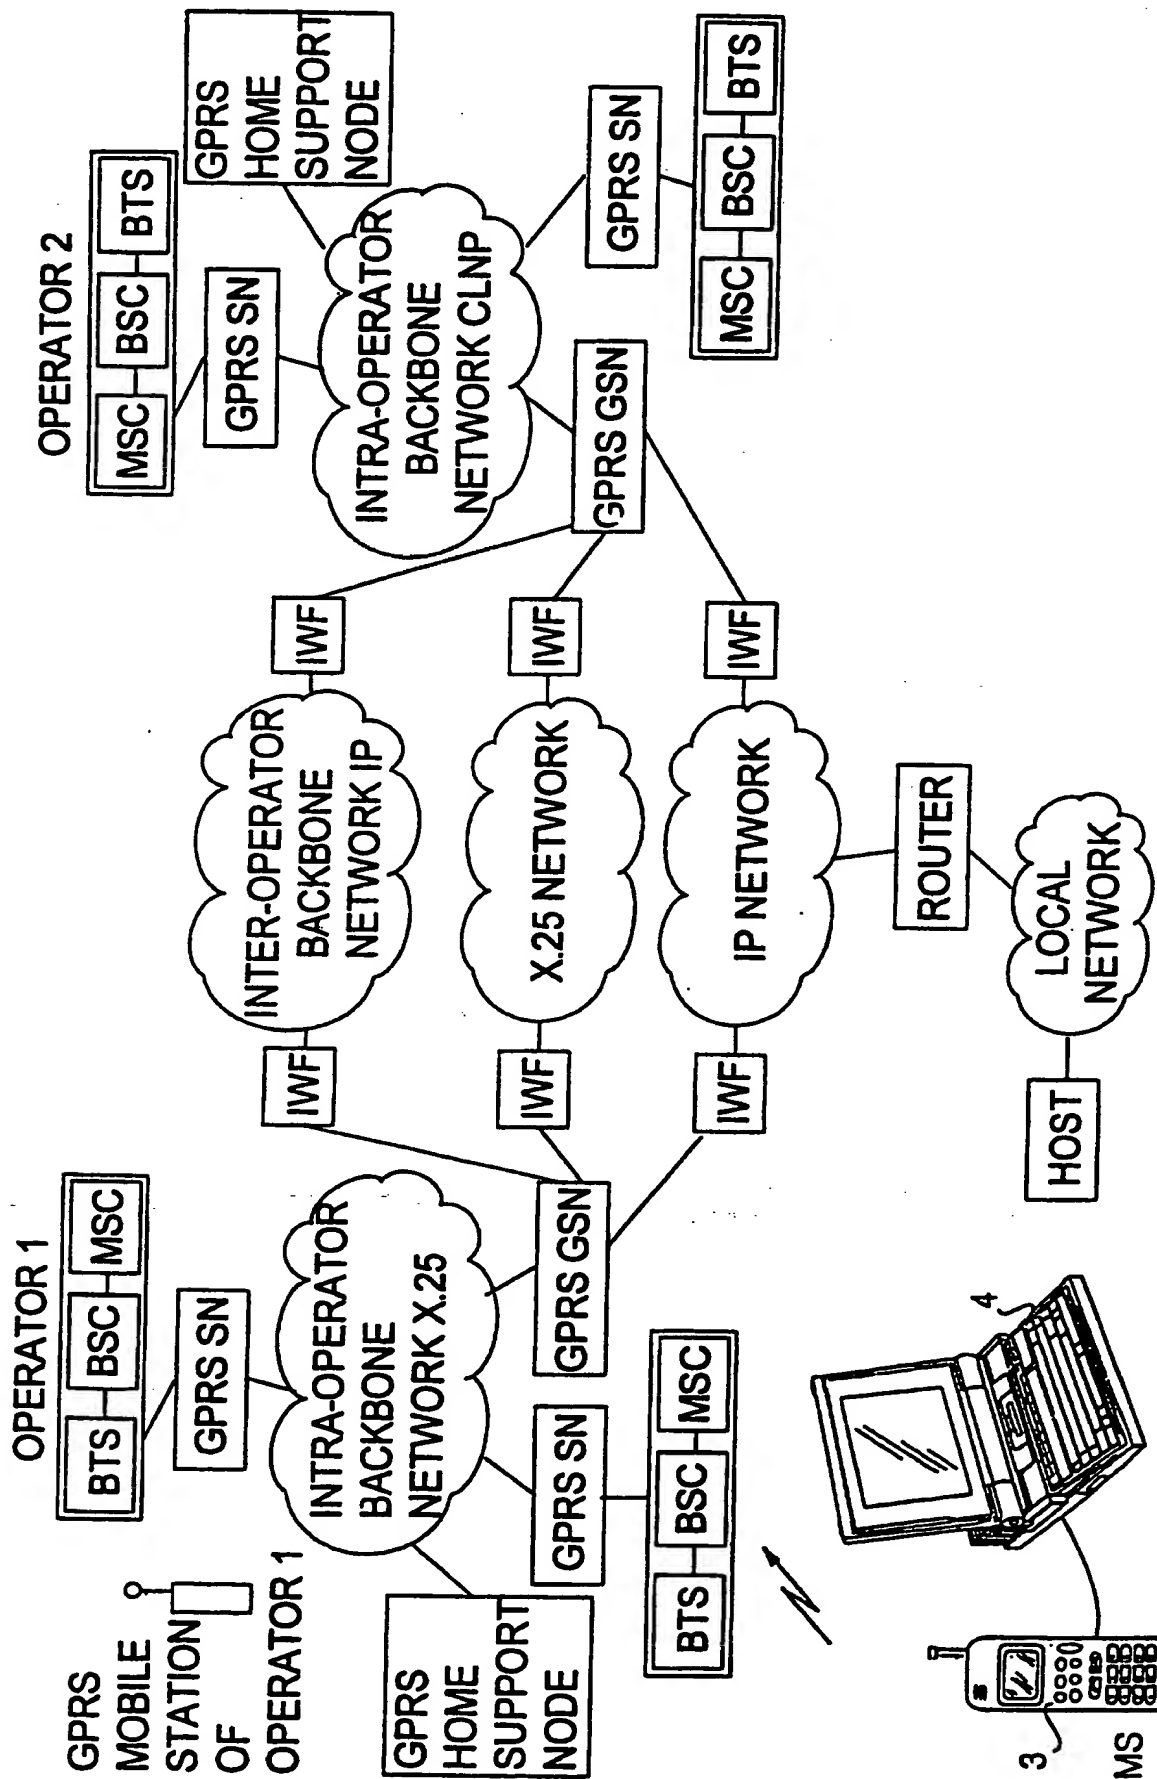 OPERATOR 1
BTS
BSC
MSC
GPRS SN
GPRS
MOBILE
STATION
OF
OPERATOR 1
INTRA-OPERATOR
BACKBONE
NETWORK X.25
GPRS
HOME
SUPPORT
NODE
GPRS SN
BTS
BSC
MSC
GPRS GSN
IWF
IWF
IWF
INTER-OPERATOR
BACKBONE
NETWORK IP
X.25 NETWORK
IP NETWORK
IWF
IWF
IWF
ROUTER
LOCAL
NETWORK
HOST
OPERATOR 2
MSC
BSC
BTS
GPRS SN
GPRS
HOME
SUPPORT
NODE
INTRA-OPERATOR
BACKBONE
NETWORK CLNP
GPRS GSN
GPRS SN
MSC
BSC
BTS
3
MS
4